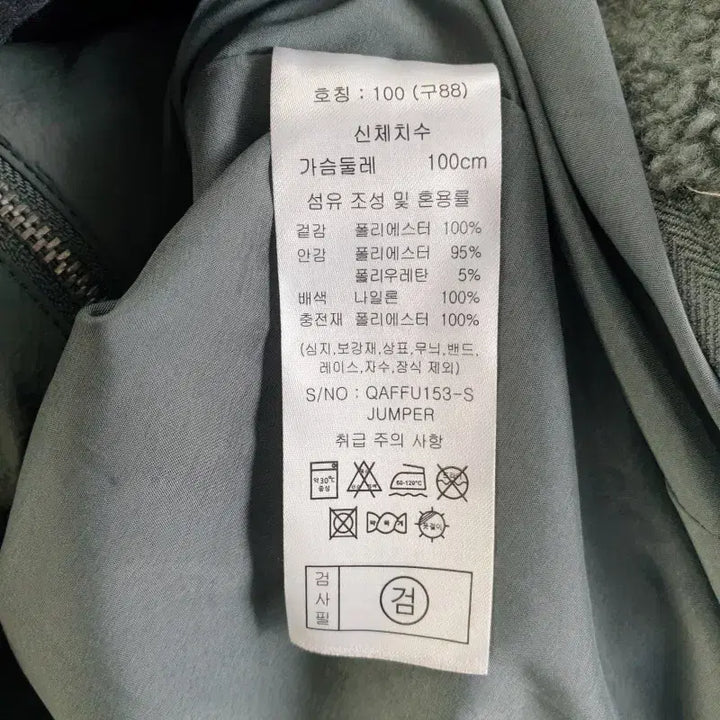 호칭 : 100 (구88)
신체치수
가슴둘레 100cm
섬유 조성 및 혼용률
겉감 폴리에스터 100%
안감 폴리에스터 95%
폴리우레탄 5%
배색 나일론 100%
충전재 폴리에스터 100%
(심지,보강재,상표,무늬,밴드,
레이스,자수,장식 제외)
S/NO : QAFFU153-S
JUMPER
취급 주의 사항
약30℃
중성
옷걸이
검사필
검